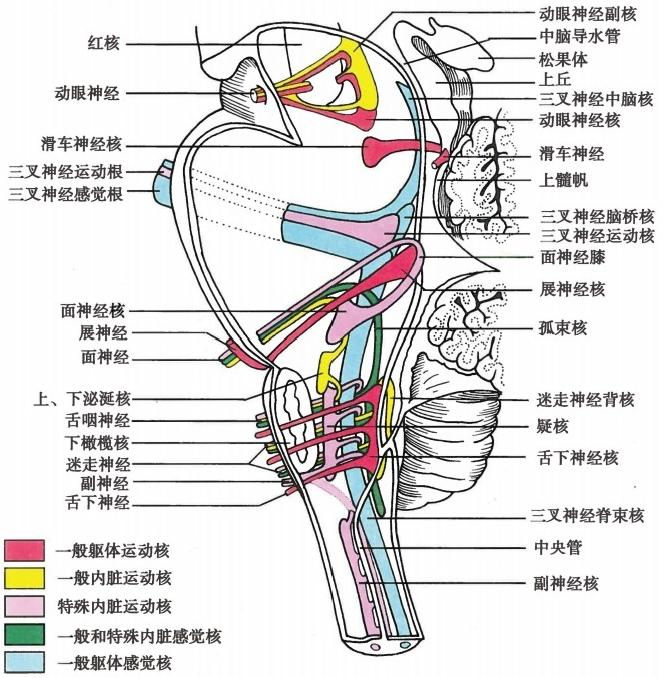 红核
动眼神经
滑车神经核
三叉神经运动根
三叉神经感觉根
面神经核
展神经
面神经
上、下泌涎核
舌咽神经
下橄榄核
迷走神经
副神经
舌下神经
动眼神经副核
中脑导水管
松果体
上丘
三叉神经中脑核
动眼神经核
滑车神经
上髓帆
三叉神经脑桥核
三叉神经运动核
面神经膝
展神经核
孤束核
迷走神经背核
疑核
舌下神经核
三叉神经脊束核
中央管
副神经核
一般躯体运动核
一般内脏运动核
特殊内脏运动核
一般和特殊内脏感觉核
一般躯体感觉核